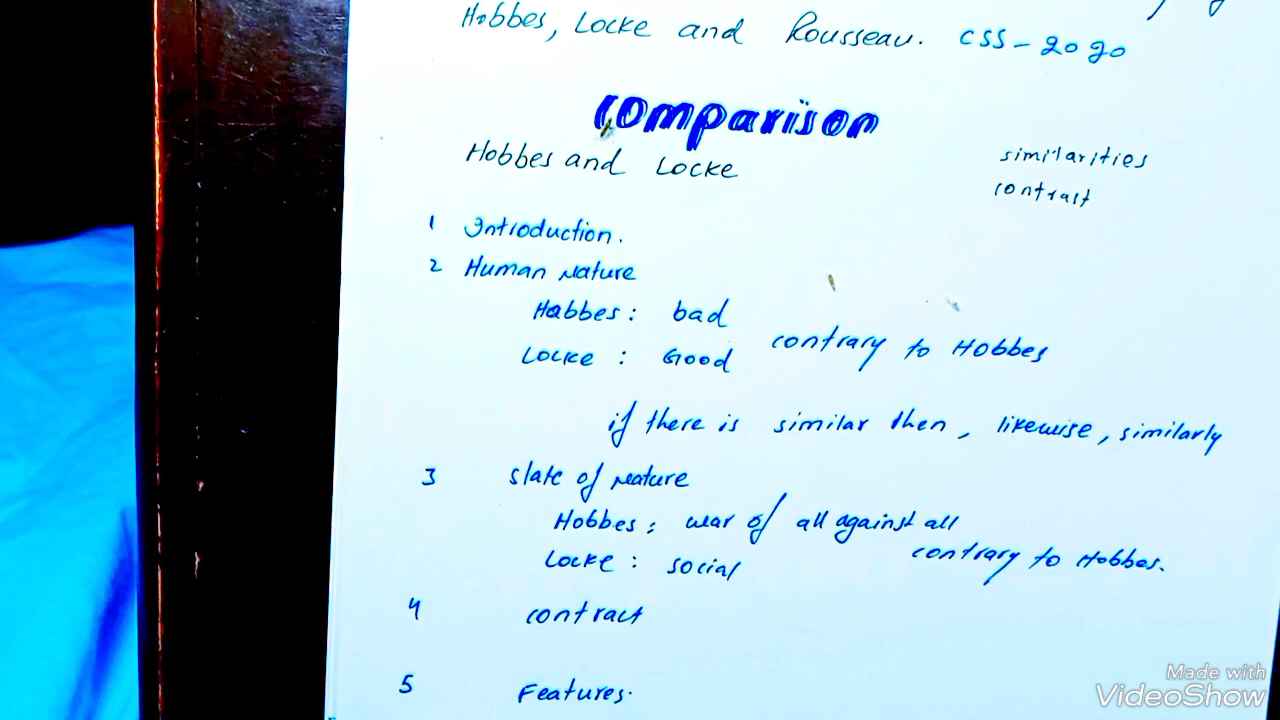 Hobbes, Locke and Rousseau. CSS-2020
comparison
Hobbes and Locke
similarities
contrast
1 Introduction.
2 Human Nature
Habbes: bad
Locke : Good contrary to Hobbes
if there is similar then, likewise, similarly
3 State of Nature
Hobbes: war of all against all
Locke : social contrary to Hobbes.
4 contract
5 Features.
Made with
VideoShow